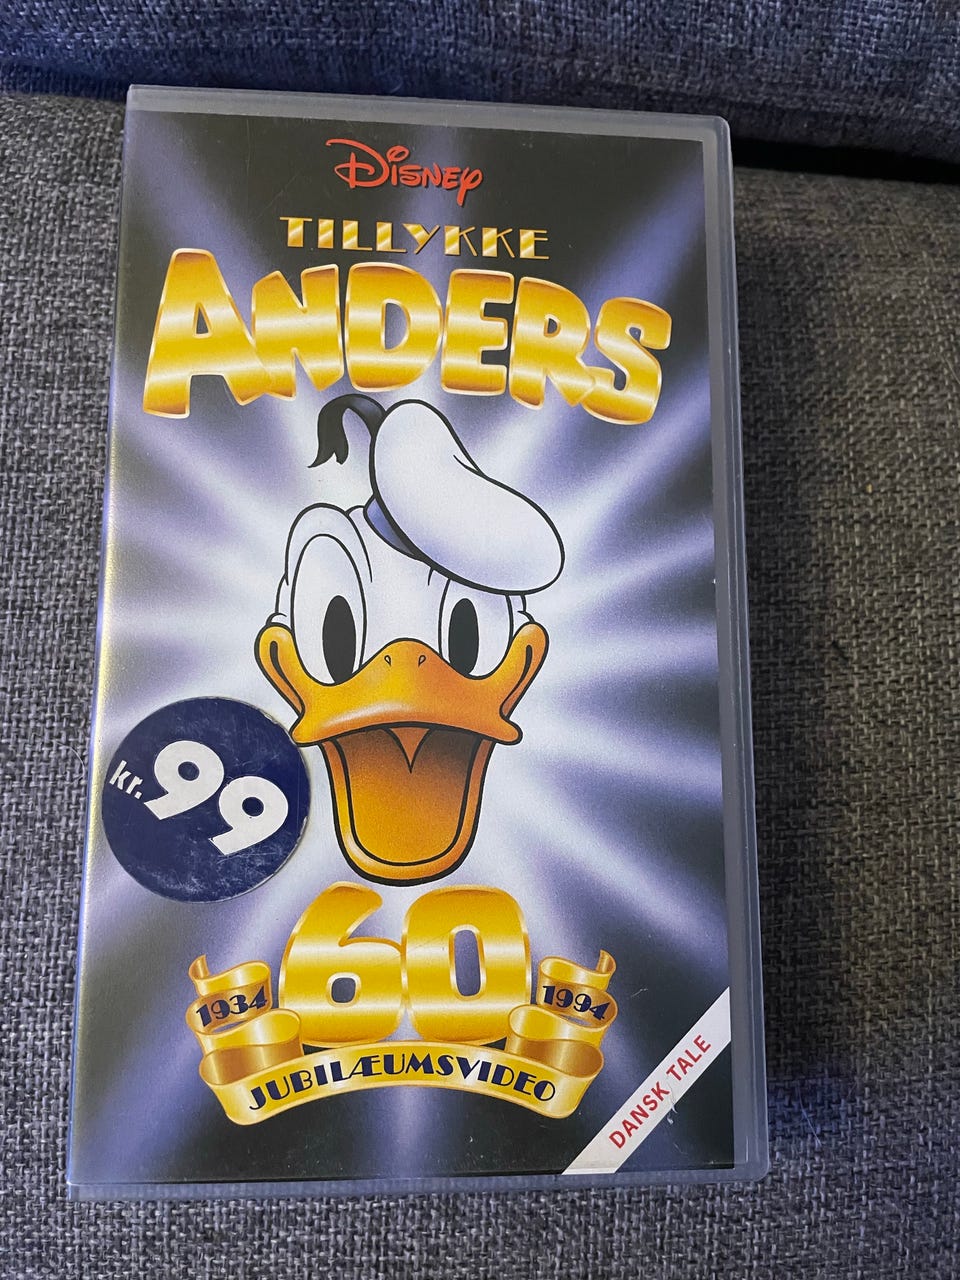 Disney
TILLYKKE
ANDERS
kr. 99
60
1934
1994
JUBILÆUMSVIDEO
DANSK TALE